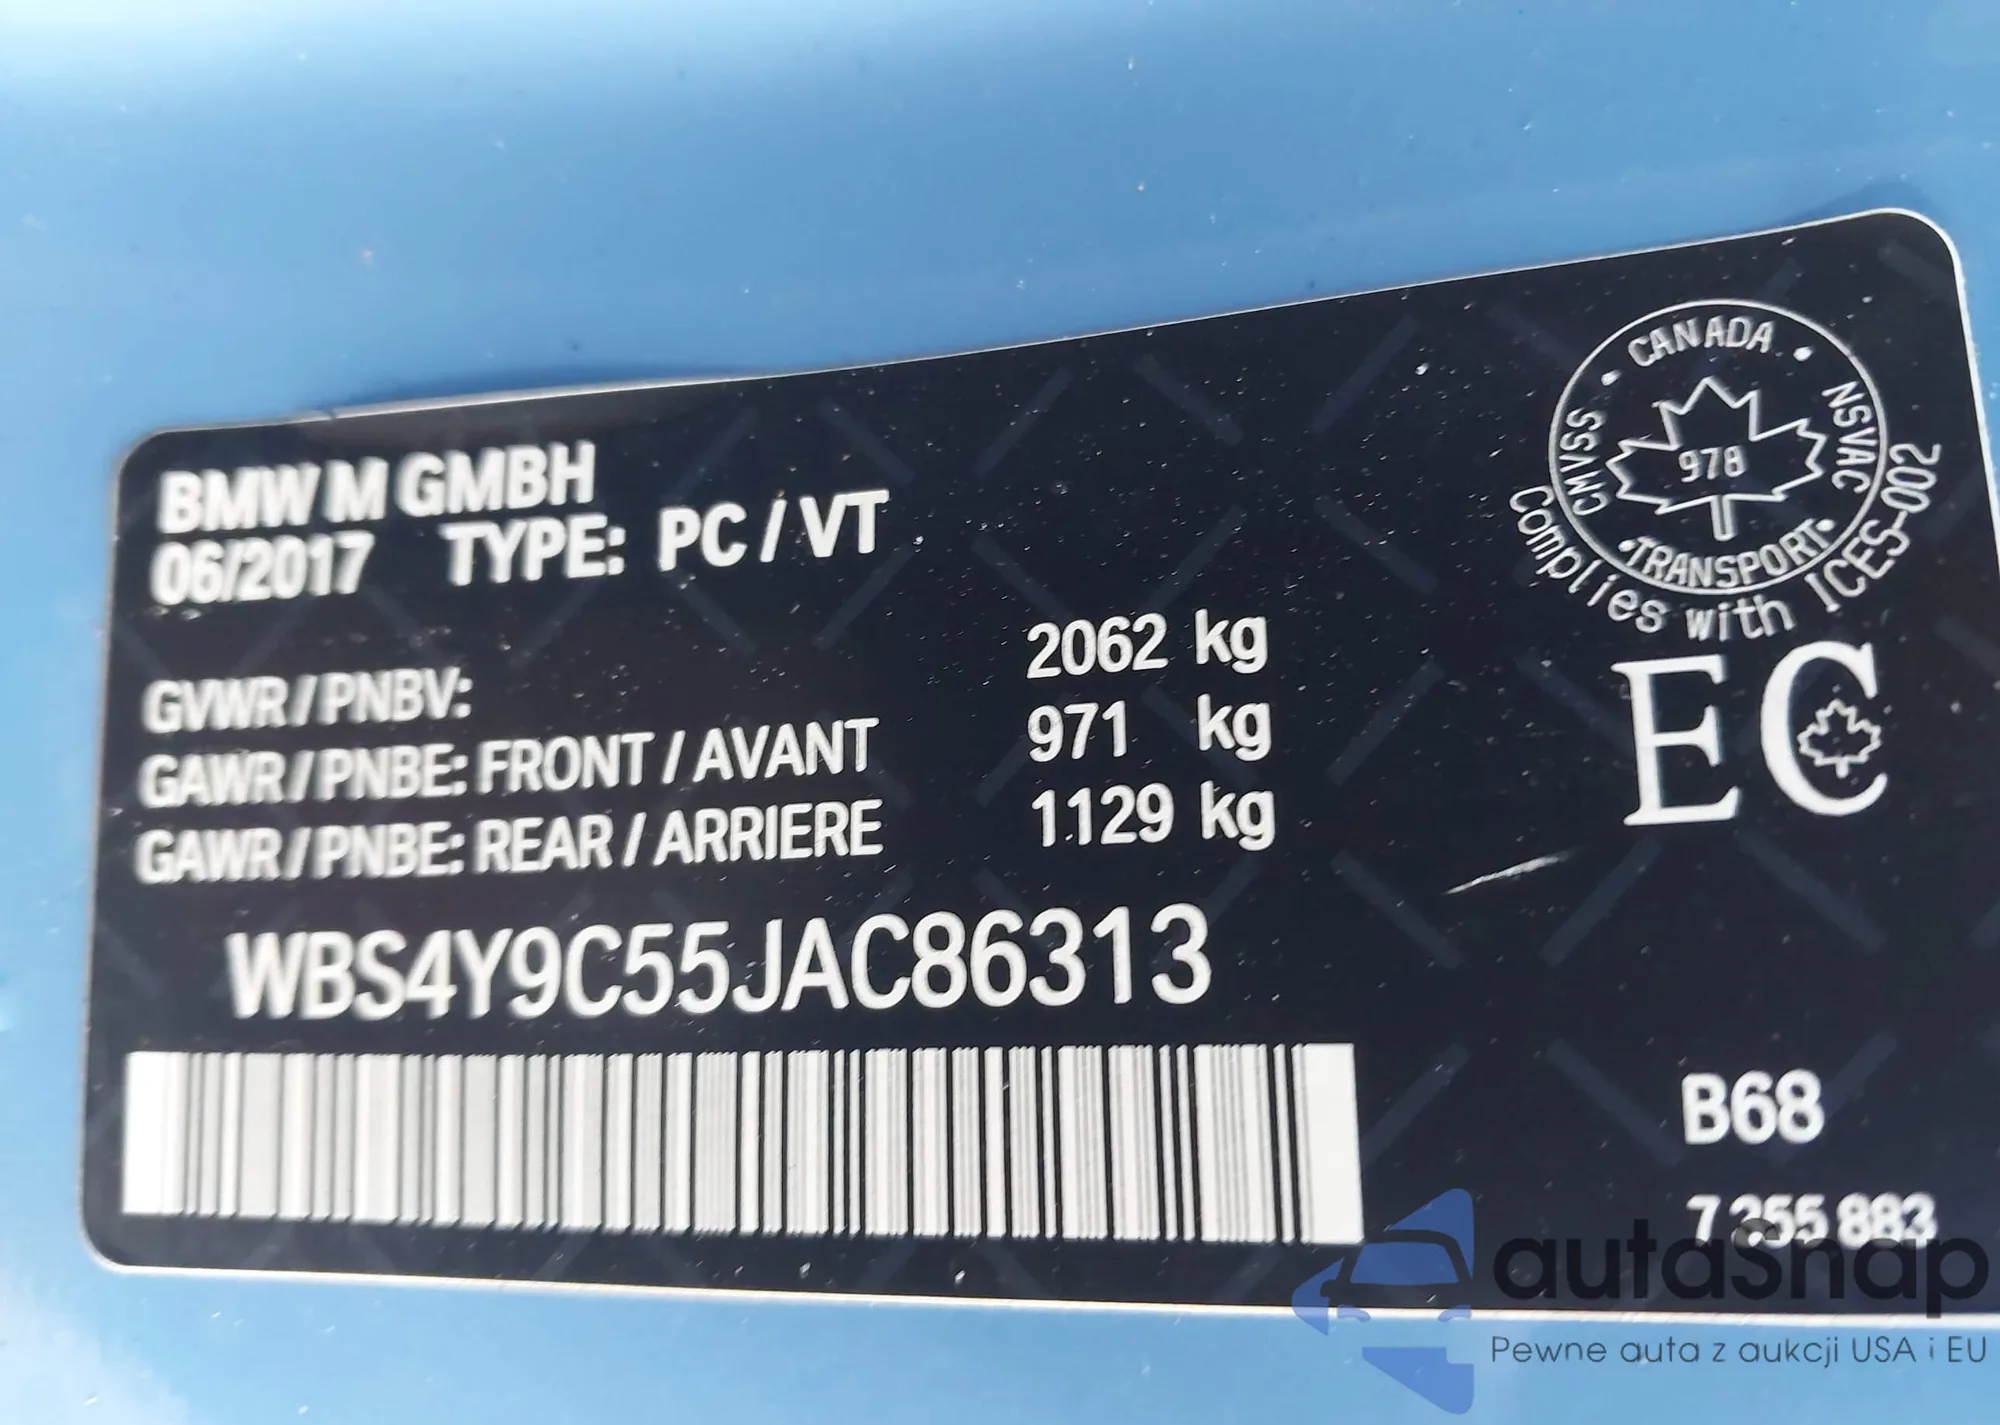 BMW M GMBH
06/2017 TYPE: PC / VT
GVWR / PNBV: 2062 kg
GAWR / PNBE: FRONT / AVANT 971 kg
GAWR / PNBE: REAR / ARRIERE 1129 kg
WBS4Y9C55JAC86313
CMVSS • CANADA • NSVAC
978
•TRANSPORT•
Complies with ICES-002
EC
B68
7 255 883
autasnap
Pewne auta z aukcji USA i EU